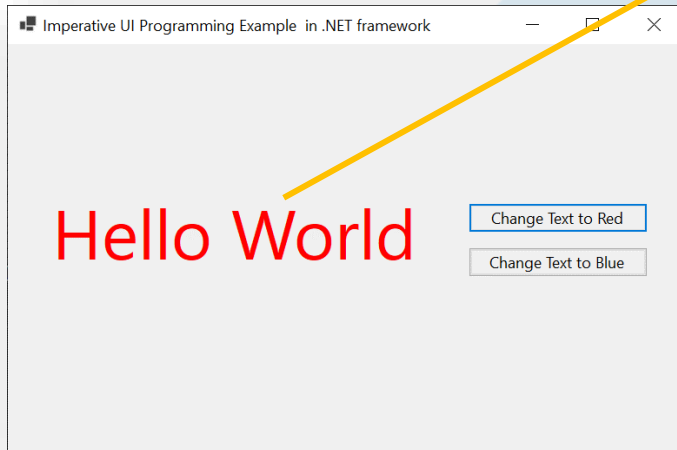 Imperative UI Programming Example  in .NET framework
Hello World
Change Text to Red
Change Text to Blue